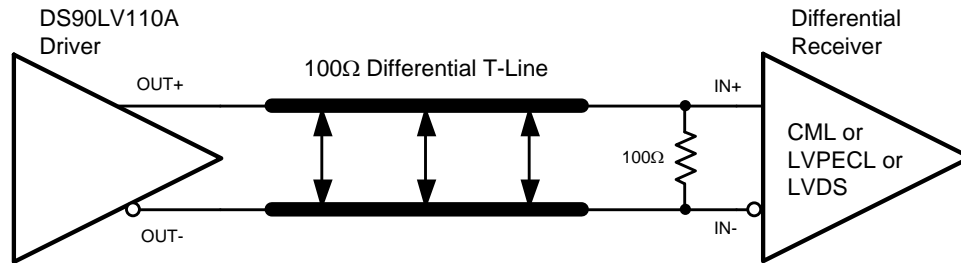 DS90LV110A
Driver
Differential
Receiver
100Ω Differential T-Line
OUT+
IN+
CML or
LVPECL or
LVDS
100Ω
OUT-
IN-